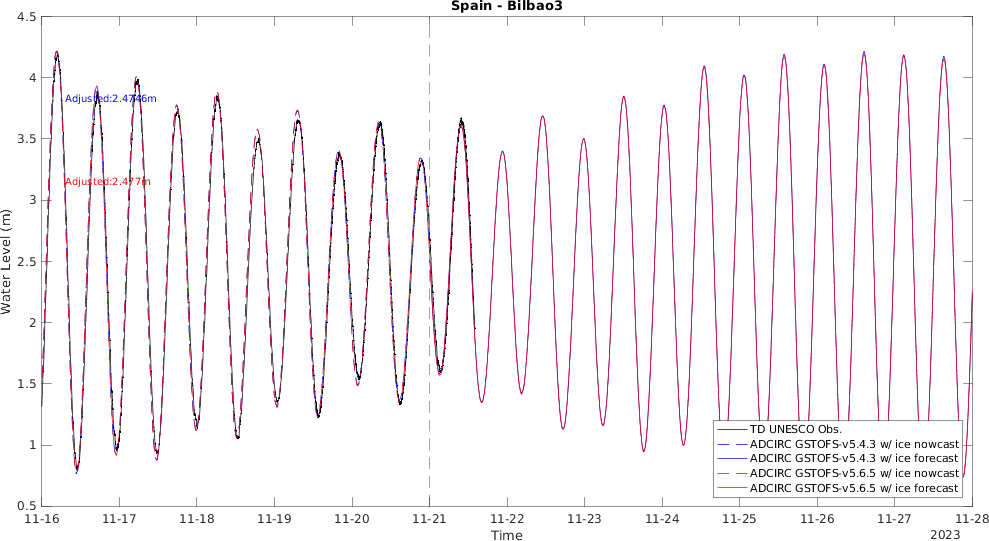 Spain - Bilbao3
4.5
4
3.5
3
2.5
2
1.5
1
0.5
Water Level (m)
Adjusted:2.4746m
Adjusted:2.477m
TD UNESCO Obs.
ADCIRC GSTOFS-v5.4.3 w/ ice nowcast
ADCIRC GSTOFS-v5.4.3 w/ ice forecast
ADCIRC GSTOFS-v5.6.5 w/ ice nowcast
ADCIRC GSTOFS-v5.6.5 w/ ice forecast
11-16 11-17 11-18 11-19 11-20 11-21 11-22 11-23 11-24 11-25 11-26 11-27 11-28
Time
2023